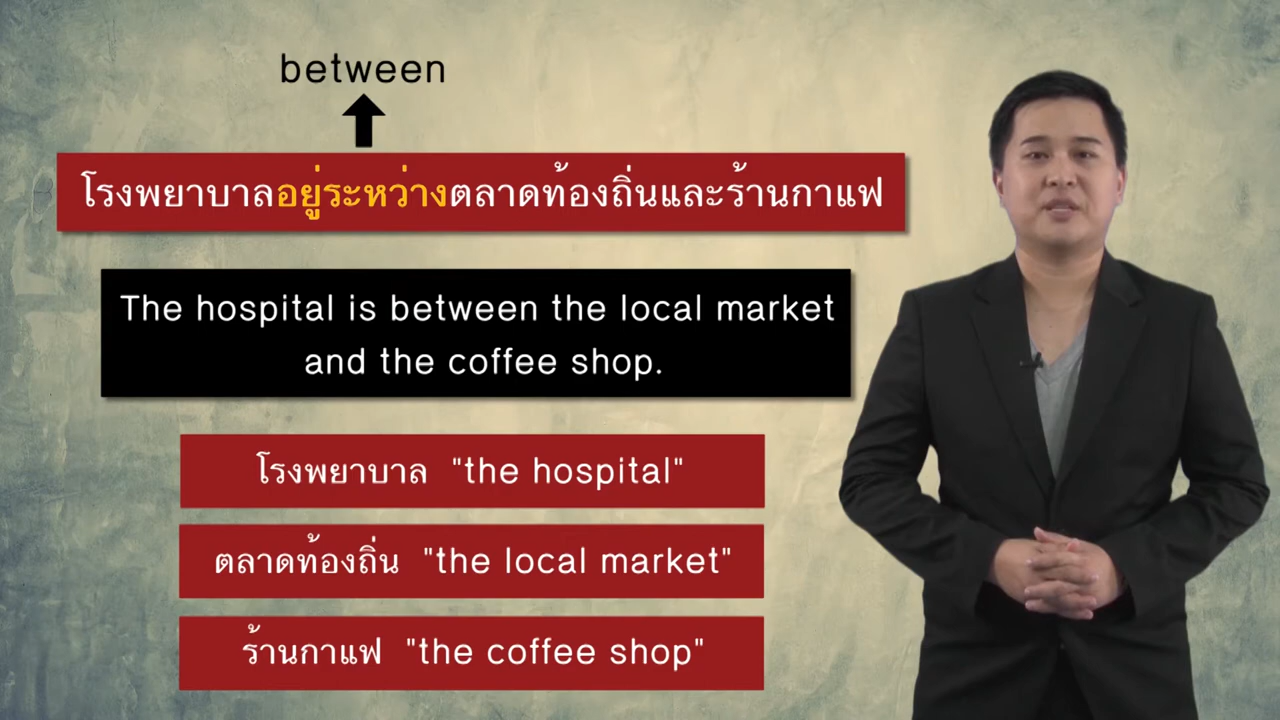 between
โรงพยาบาลอยู่ระหว่างตลาดท้องถิ่นและร้านกาแฟ
The hospital is between the local market
and the coffee shop.
โรงพยาบาล "the hospital"
ตลาดท้องถิ่น "the local market"
ร้านกาแฟ "the coffee shop"